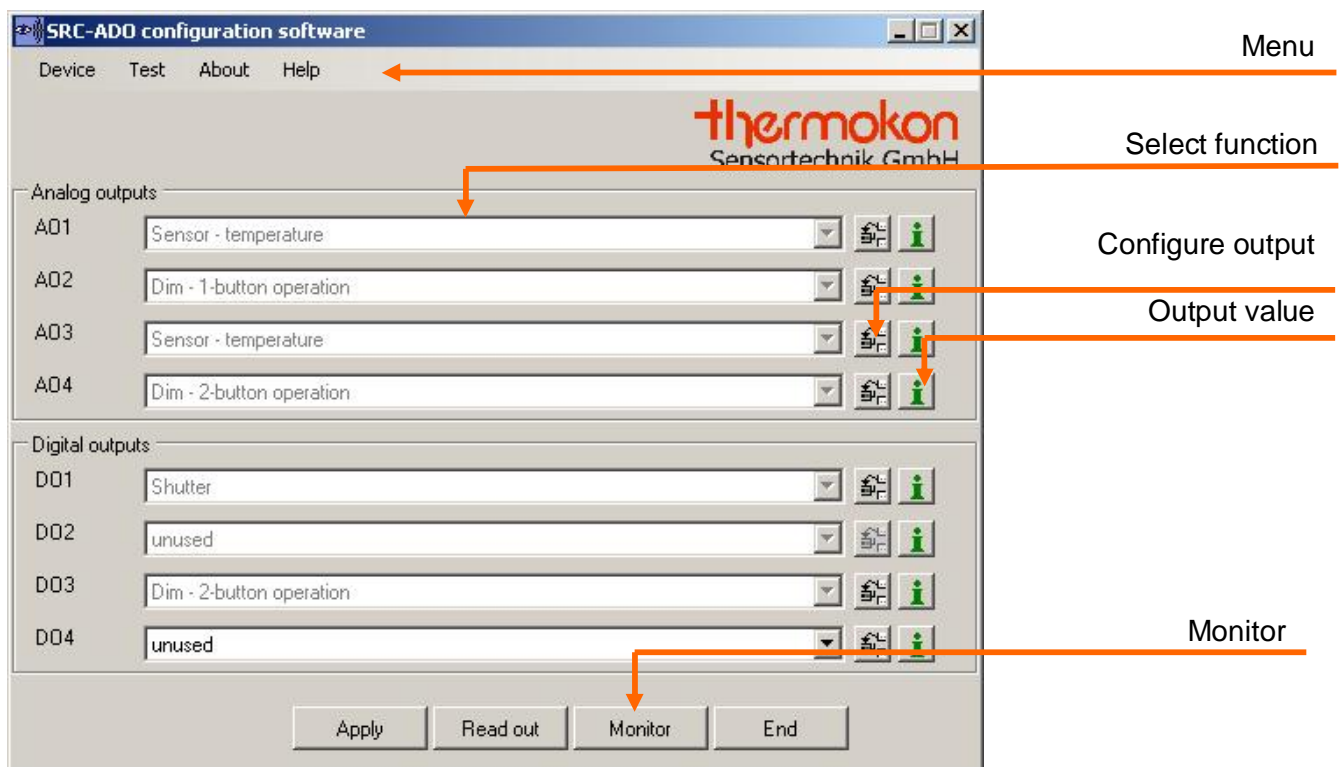 SRC-ADO configuration software
Menu
Device Test About Help
thermokon
Sensortechnik GmbH
Select function
Analog outputs
AO1 Sensor - temperature
Configure output
AO2 Dim - 1-button operation
Output value
AO3 Sensor - temperature
AO4 Dim - 2-button operation
Digital outputs
DO1 Shutter
DO2 unused
DO3 Dim - 2-button operation
Monitor
DO4 unused
Apply Read out Monitor End